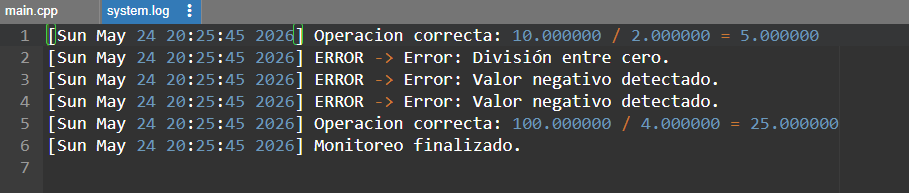 main.cpp system.log
1 [Sun May 24 20:25:45 2026] Operacion correcta: 10.000000 / 2.000000 = 5.000000
2 [Sun May 24 20:25:45 2026] ERROR -> Error: División entre cero.
3 [Sun May 24 20:25:45 2026] ERROR -> Error: Valor negativo detectado.
4 [Sun May 24 20:25:45 2026] ERROR -> Error: Valor negativo detectado.
5 [Sun May 24 20:25:45 2026] Operacion correcta: 100.000000 / 4.000000 = 25.000000
6 [Sun May 24 20:25:45 2026] Monitoreo finalizado.
7